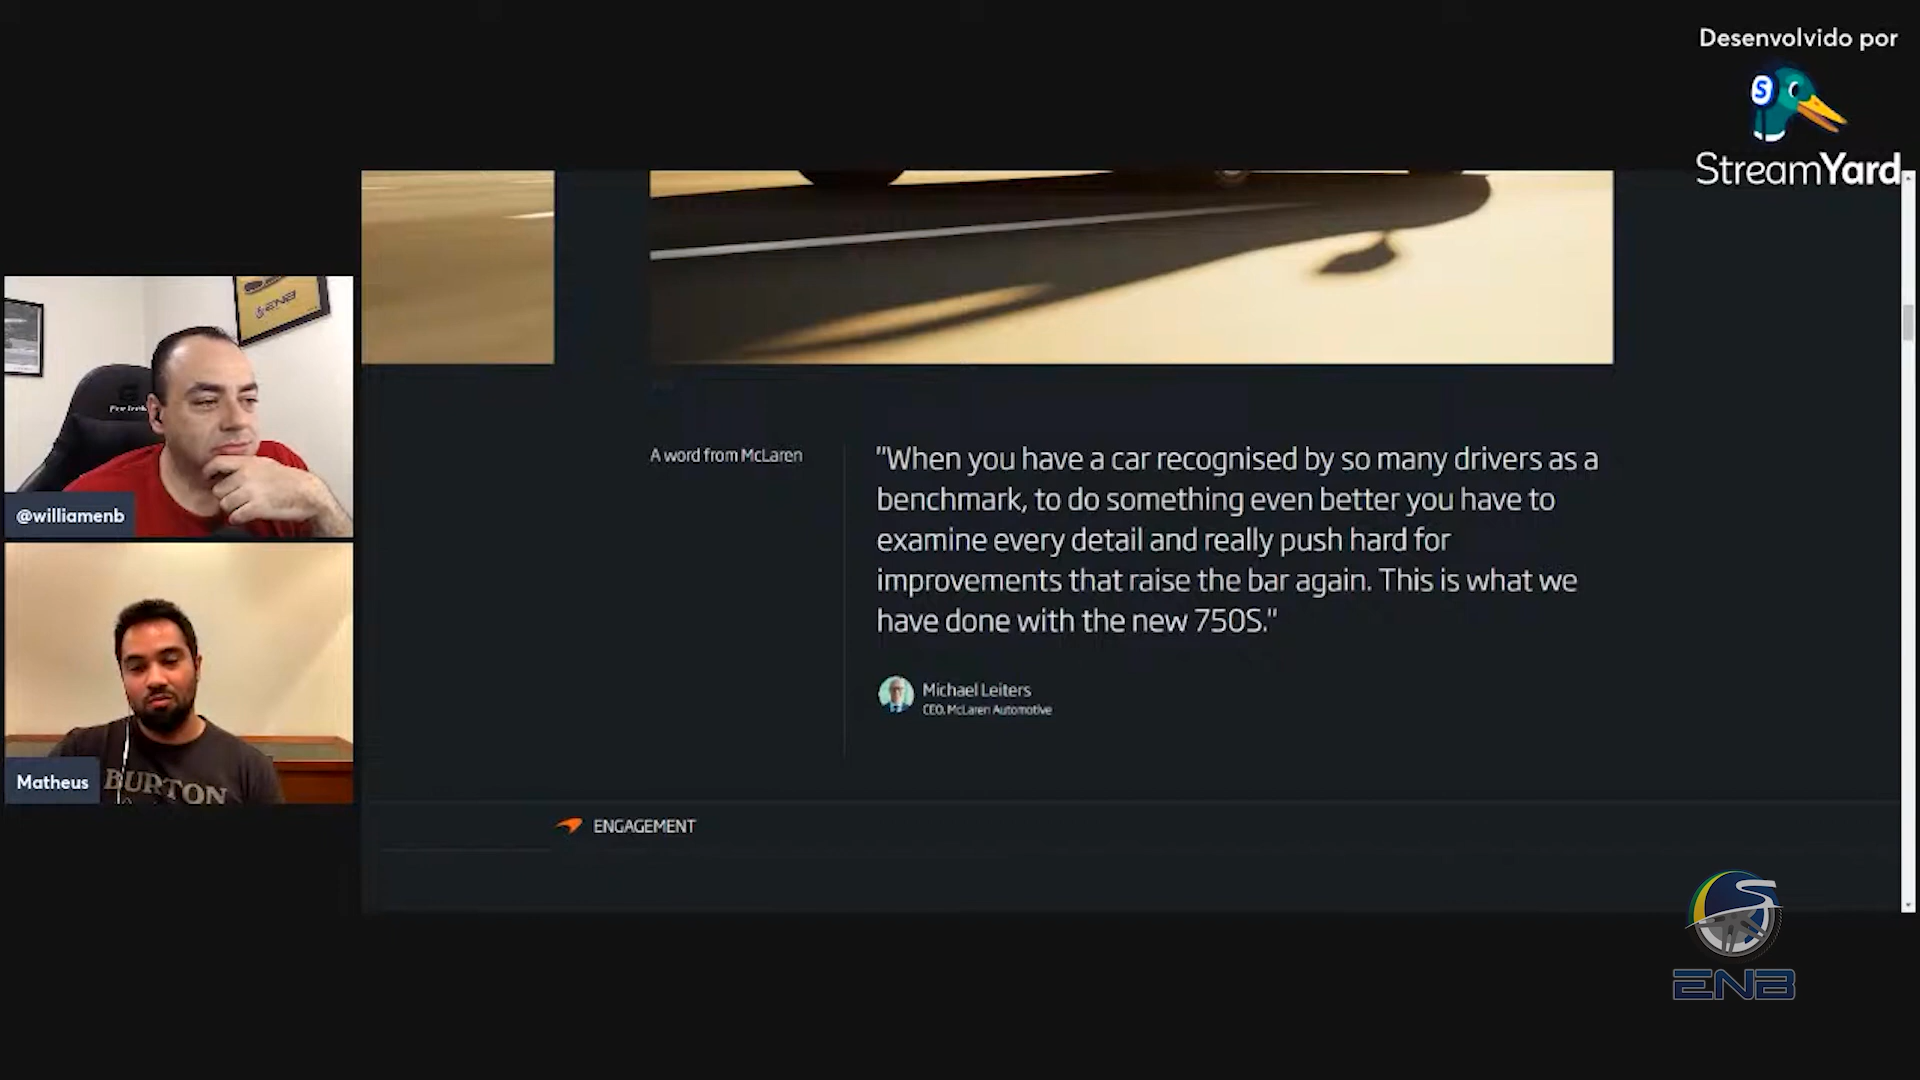 Desenvolvido por
S
StreamYard
ENB
@williamenb
BURTON
Matheus
A word from McLaren
"When you have a car recognised by so many drivers as a
benchmark, to do something even better you have to
examine every detail and really push hard for
improvements that raise the bar again. This is what we
have done with the new 750S."
Michael Leiters
CEO, McLaren Automotive
ENGAGEMENT
ENB